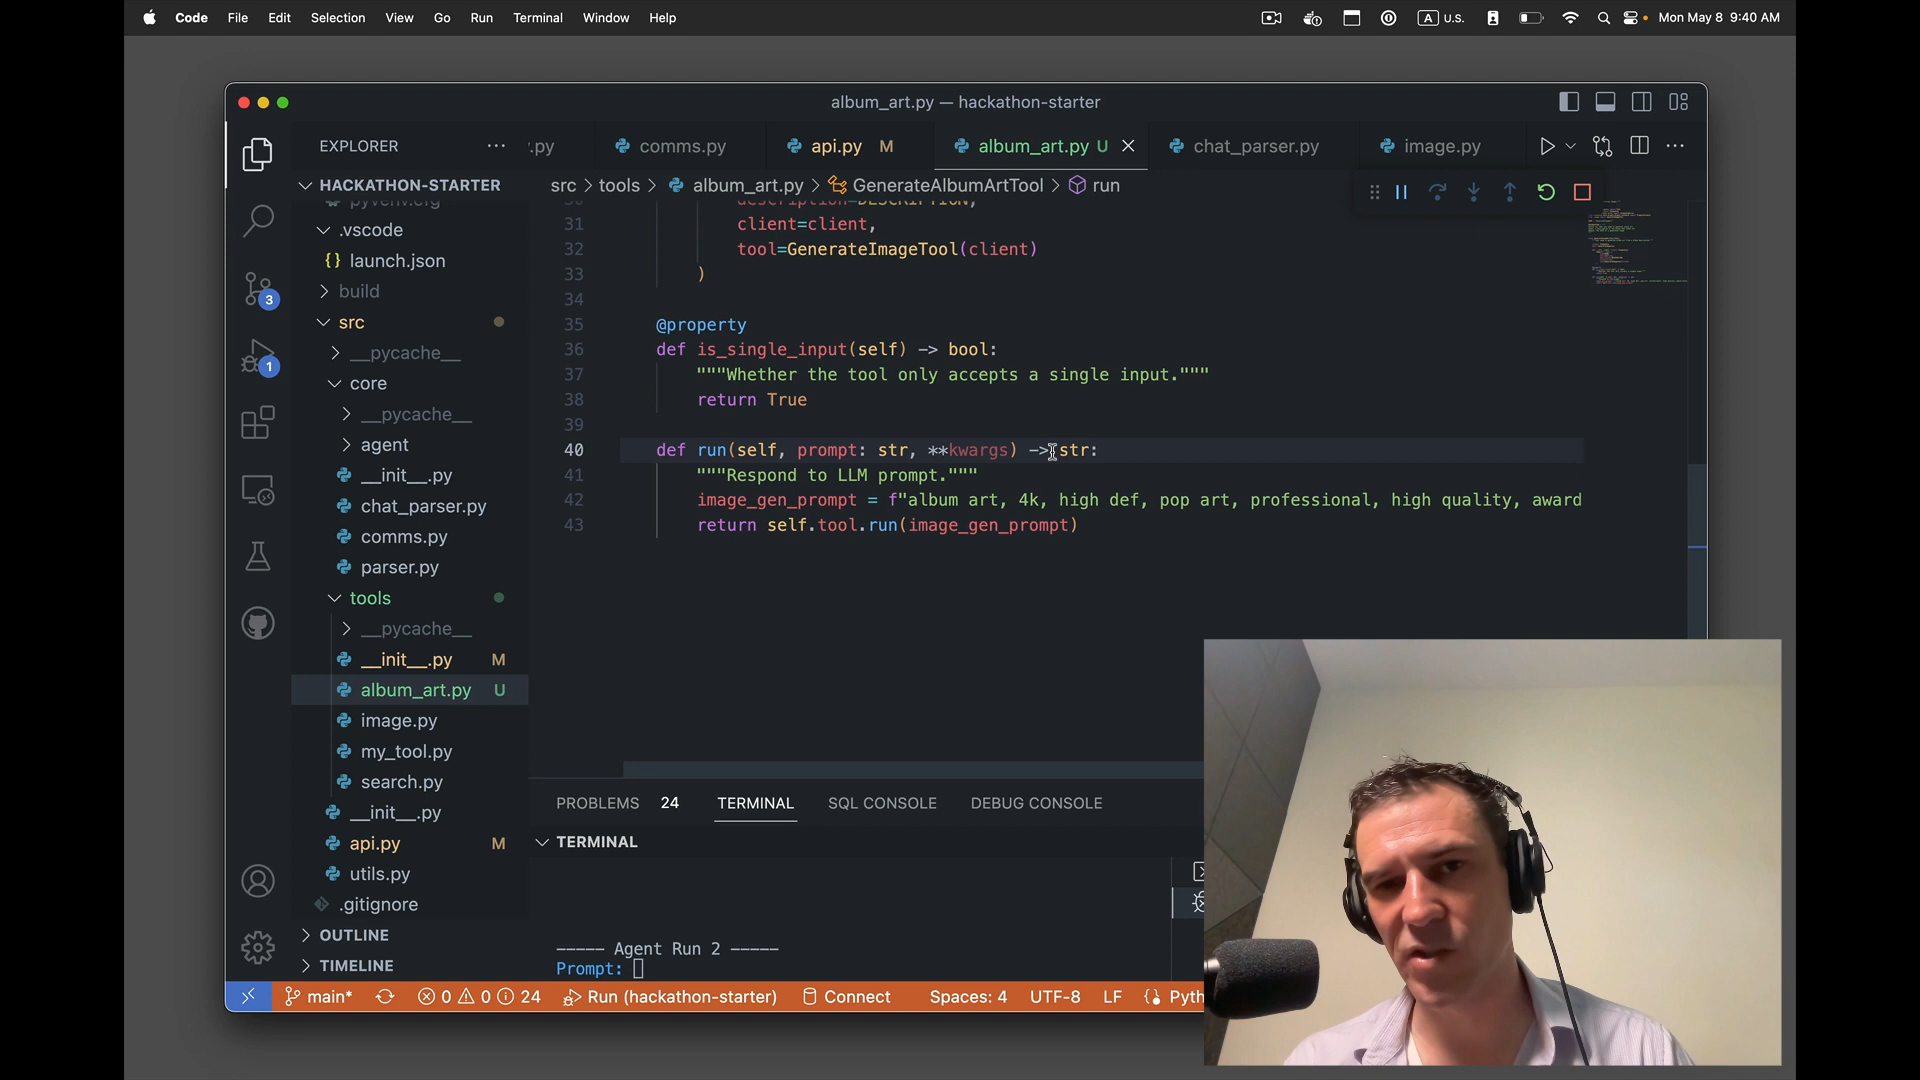 Code File Edit Selection View Go Run Terminal Window Help
A U.S.
Mon May 8 9:40 AM
album_art.py — hackathon-starter
EXPLORER
.py
comms.py
api.py M
album_art.py U
chat_parser.py
image.py
HACKATHON-STARTER
src > tools > album_art.py > GenerateAlbumArtTool > run
pyvenv.cfg
.vscode
{} launch.json
build
src
__pycache__
core
__pycache__
agent
__init__.py
chat_parser.py
comms.py
parser.py
tools
__pycache__
__init__.py M
album_art.py U
image.py
my_tool.py
search.py
__init__.py
api.py M
utils.py
.gitignore
OUTLINE
TIMELINE
3
1
30 description=DESCRIPTION,
31 client=client,
32 tool=GenerateImageTool(client)
33 )
34
35 @property
36 def is_single_input(self) -> bool:
37 """Whether the tool only accepts a single input."""
38 return True
39
40 def run(self, prompt: str, **kwargs) -> str:
41 """Respond to LLM prompt."""
42 image_gen_prompt = f"album art, 4k, high def, pop art, professional, high quality, award
43 return self.tool.run(image_gen_prompt)
PROBLEMS 24 TERMINAL SQL CONSOLE DEBUG CONSOLE
TERMINAL
----- Agent Run 2 -----
Prompt:
main* 0 0 24 Run (hackathon-starter) Connect Spaces: 4 UTF-8 LF Pyth